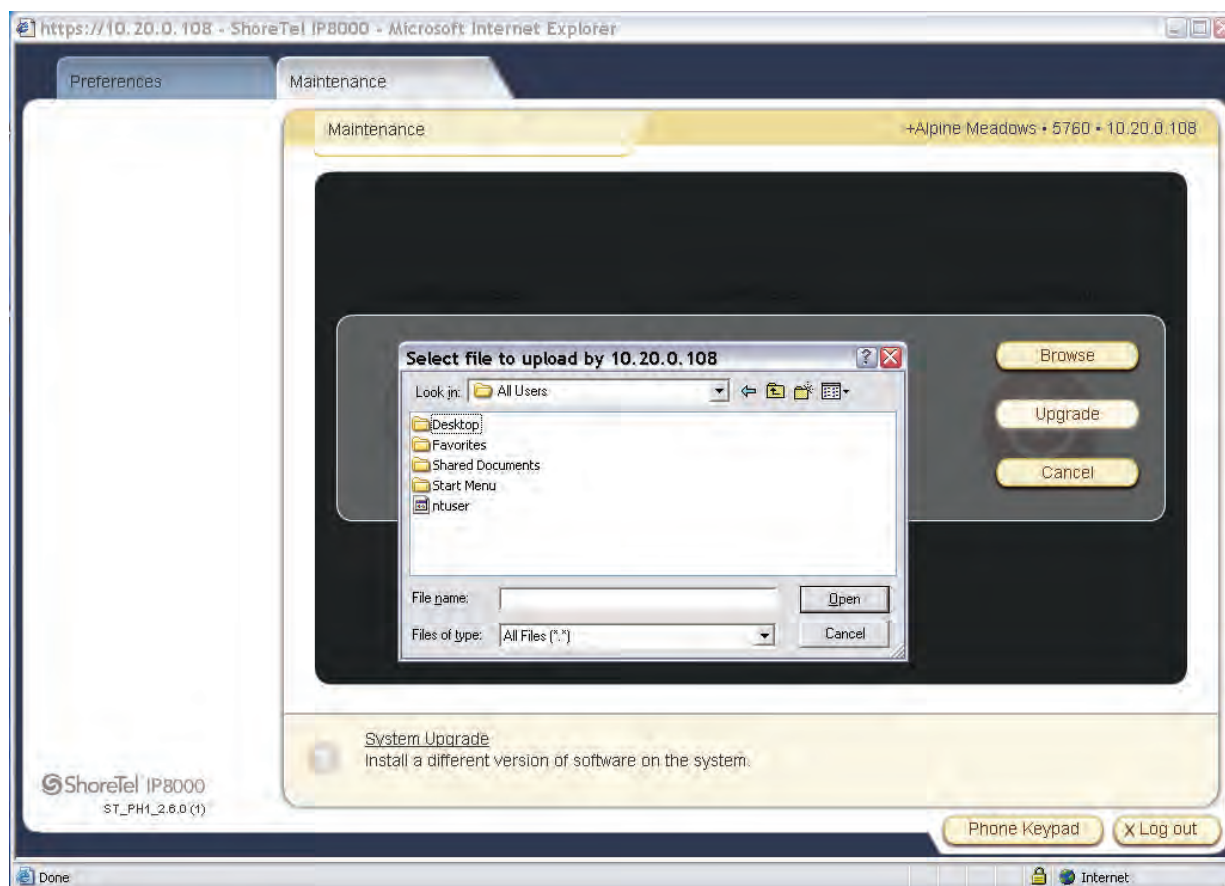 https://10.20.0.108 - ShoreTel IP8000 - Microsoft Internet Explorer
Preferences
Maintenance
Maintenance
+Alpine Meadows • 5760 • 10.20.0.108
Select file to upload by 10.20.0.108
Look in:
All Users
Desktop
Favorites
Shared Documents
Start Menu
ntuser
File name:
Open
Files of type:
All Files (*.*)
Cancel
Browse
Upgrade
Cancel
System Upgrade
Install a different version of software on the system.
ShoreTel IP8000
ST_PH1_2.6.0 (1)
Phone Keypad
X Log out
Done
Internet